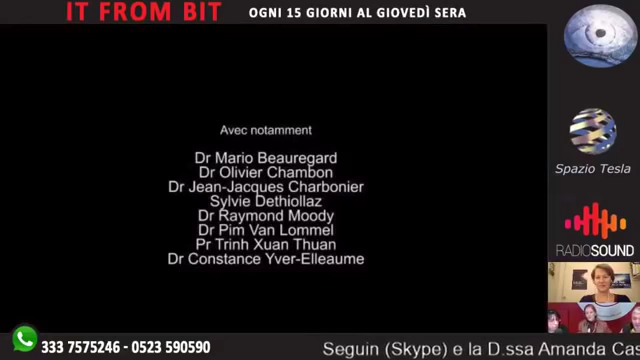 IT FROM BIT OGNI 15 GIORNI AL GIOVEDÌ SERA
Avec notamment
Dr Mario Beauregard
Dr Olivier Chambon
Dr Jean-Jacques Charbonier
Sylvie Dethiollaz
Dr Raymond Moody
Dr Pim Van Lommel
Pr Trinh Xuan Thuan
Dr Constance Yver-Elleaume
Spazio Tesla
RADIOSOUND
333 7575246 - 0523 590590
Seguin (Skype) e la D.ssa Amanda Cas